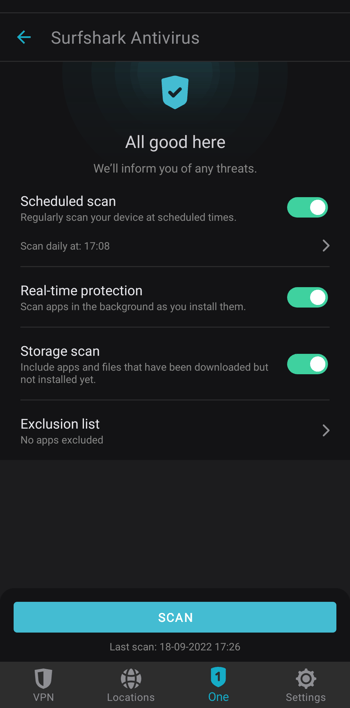 Surfshark Antivirus
All good here
We'll inform you of any threats.
Scheduled scan
Regularly scan your device at scheduled times.
Scan daily at: 17:08
Real-time protection
Scan apps in the background as you install them.
Storage scan
Include apps and files that have been downloaded but
not installed yet.
Exclusion list
No apps excluded
SCAN
Last scan: 18-09-2022 17:26
1
VPN
Locations
One
Settings